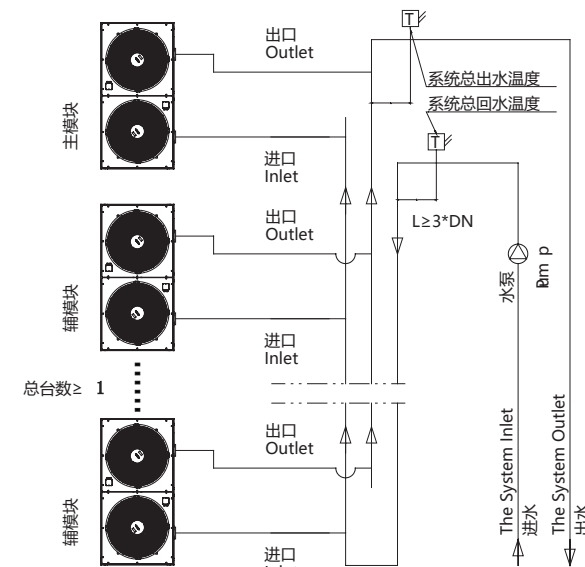 出口
Outlet
T
系统总出水温度
系统总回水温度
T
主模块
进口
Inlet
出口
Outlet
L≥3*DN
水泵
辅模块
进口
Inlet
总台数≥ 1
出口
Outlet
The System Inlet
进水
The System Outlet
出水
辅模块
进口